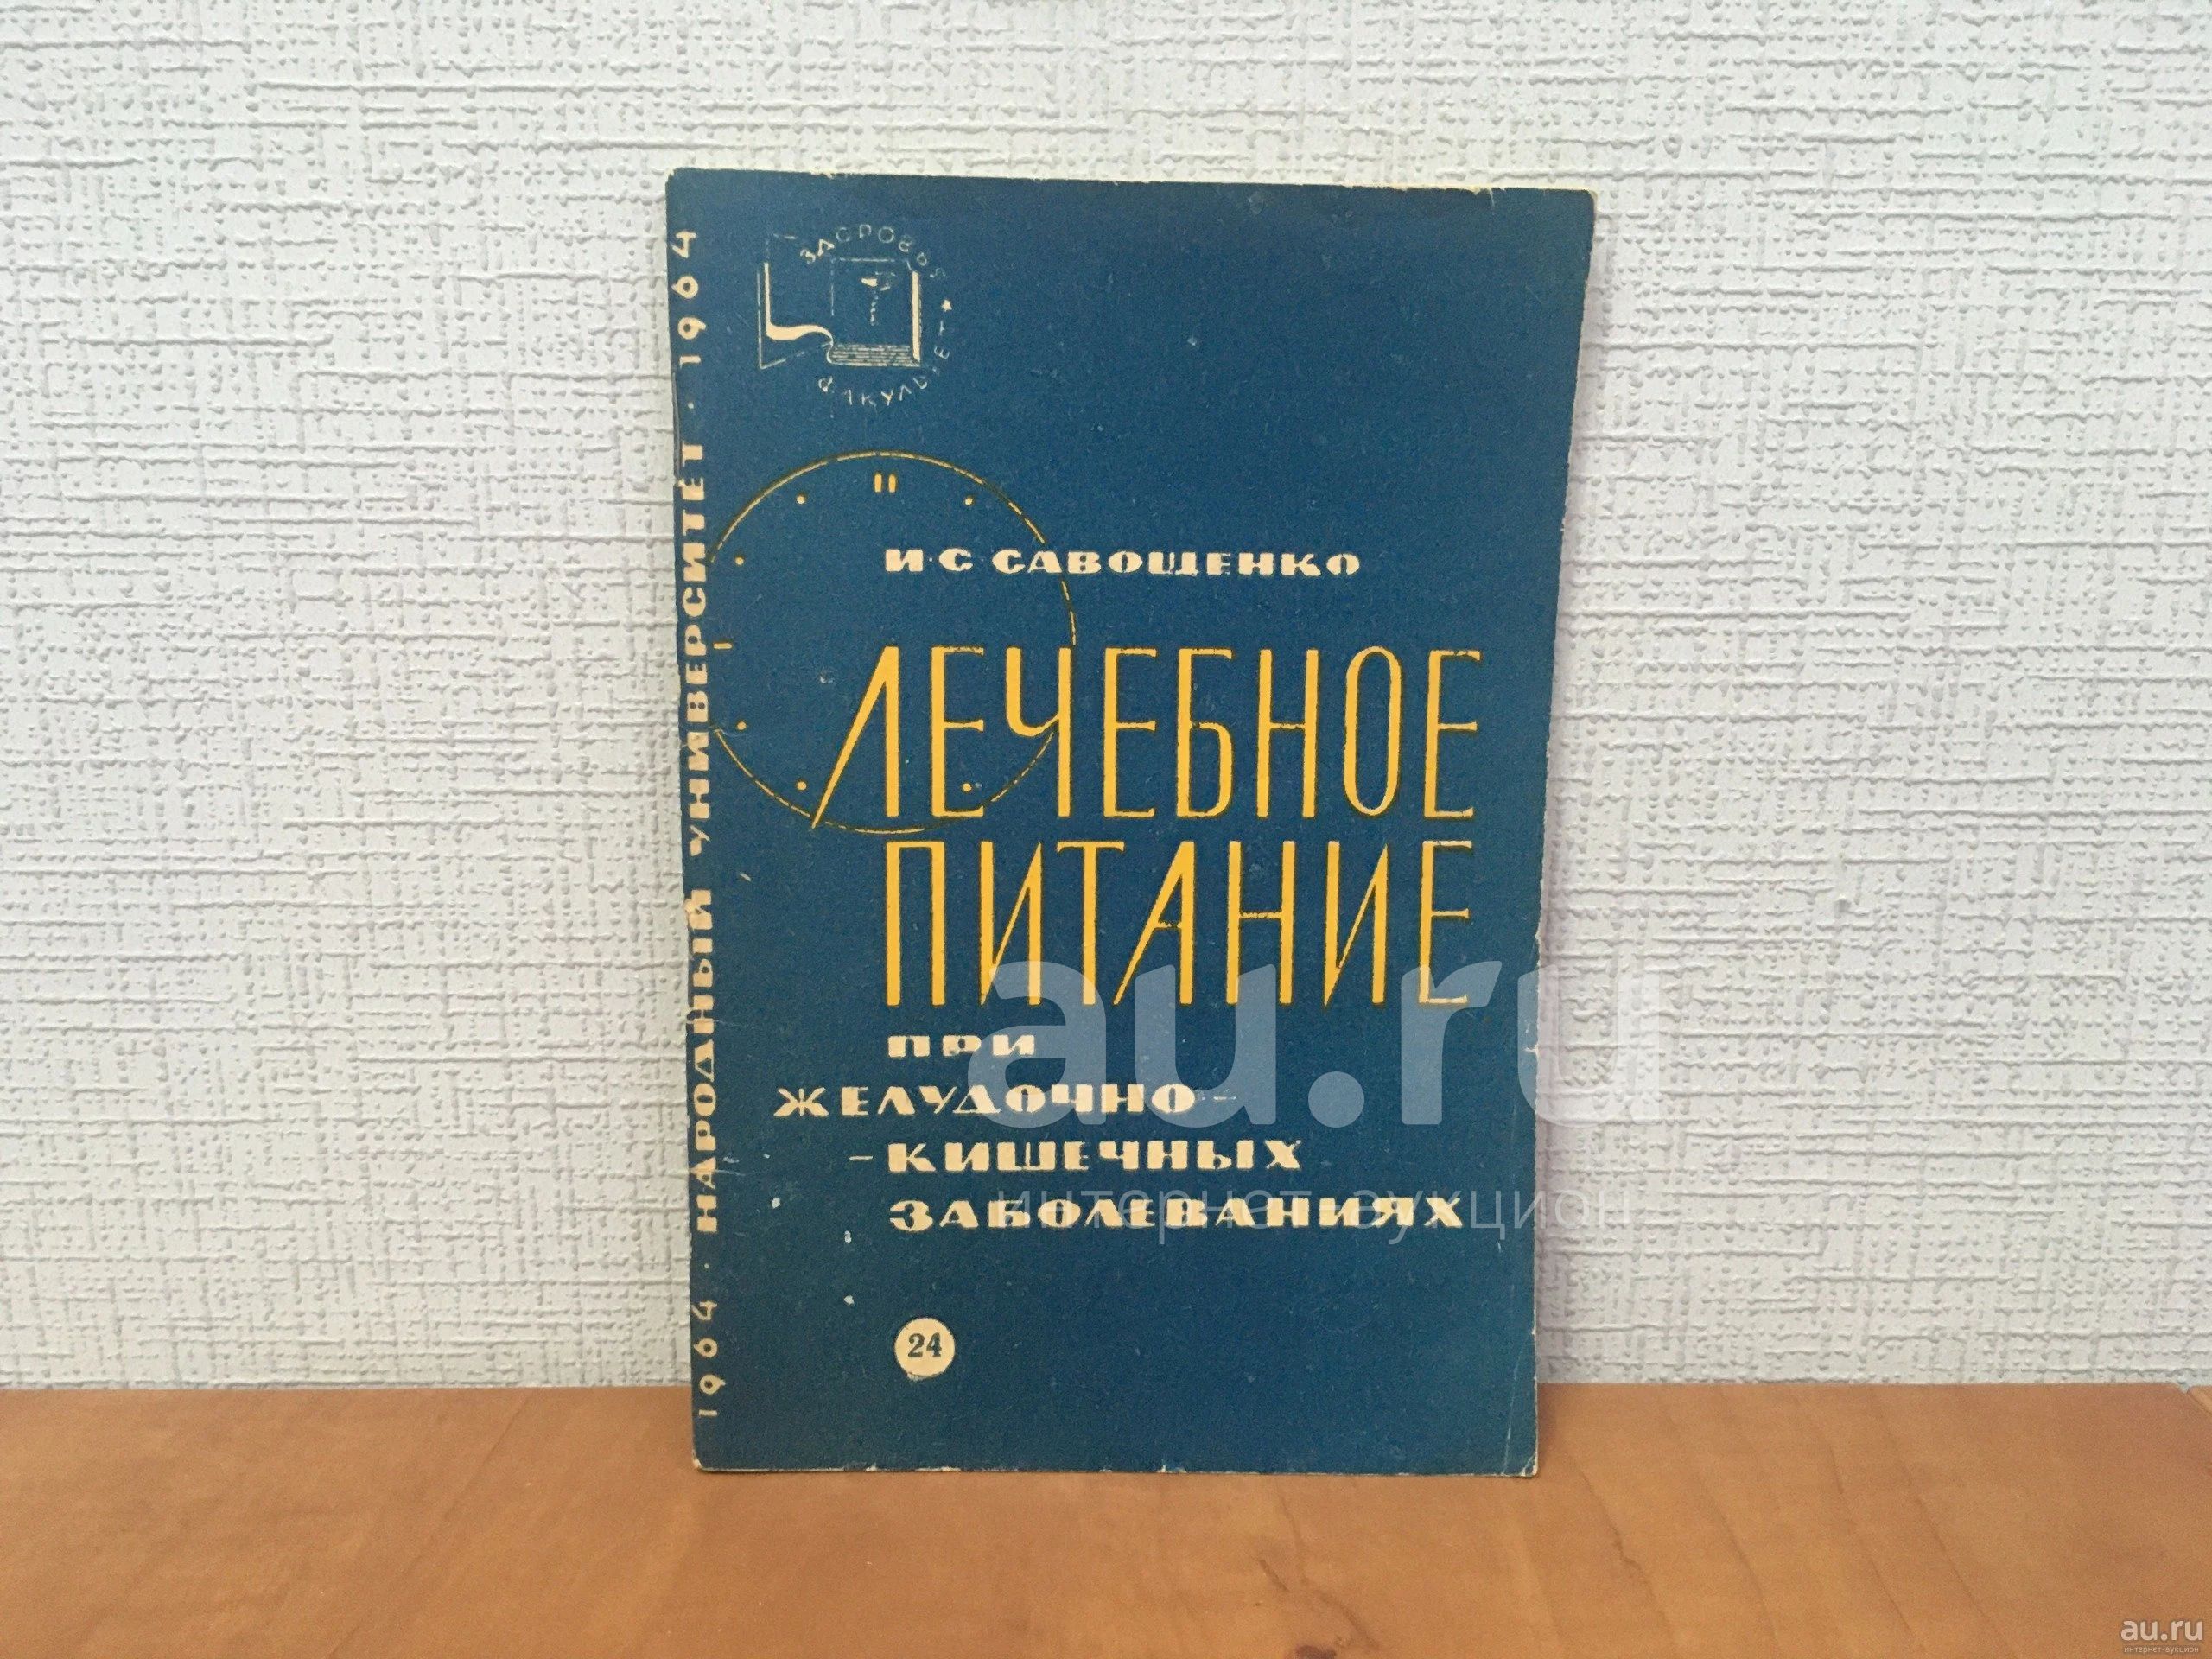 ЗДОРОВЬЯ
ФАКУЛЬТЕТ
1964 · НАРОДНЫЙ УНИВЕРСИТЕТ · 1964
И·С САВОЩЕНКО
ЛЕЧЕБНОЕ
ПИТАНИЕ
ПРИ
ЖЕЛУДОЧНО-
-КИШЕЧНЫХ
ЗАБОЛЕВАНИЯХ
24
au.ru
интернет-аукцион
au.ru
интернет-аукцион